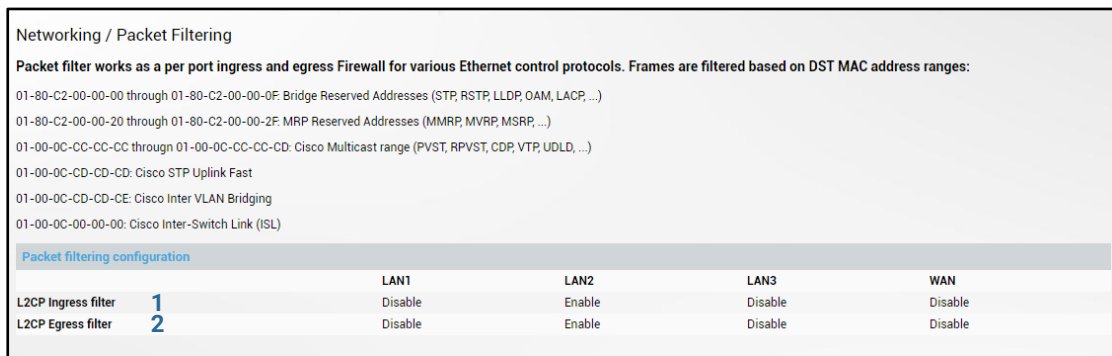 Networking / Packet Filtering
Packet filter works as a per port ingress and egress Firewall for various Ethernet control protocols. Frames are filtered based on DST MAC address ranges:
01-80-C2-00-00-00 through 01-80-C2-00-00-0F: Bridge Reserved Addresses (STP, RSTP, LLDP, OAM, LACP, ...)
01-80-C2-00-00-20 through 01-80-C2-00-00-2F: MRP Reserved Addresses (MMRP, MVRP, MSRP, ...)
01-00-0C-CC-CC-CC througn 01-00-0C-CC-CC-CD: Cisco Multicast range (PVST, RPVST, CDP, VTP, UDLD, ...)
01-00-0C-CD-CD-CD: Cisco STP Uplink Fast
01-00-0C-CD-CD-CE: Cisco Inter VLAN Bridging
01-00-0C-00-00-00: Cisco Inter-Switch Link (ISL)
Packet filtering configuration
LAN1 LAN2 LAN3 WAN
L2CP Ingress filter 1 Disable Enable Disable Disable
L2CP Egress filter 2 Disable Enable Disable Disable